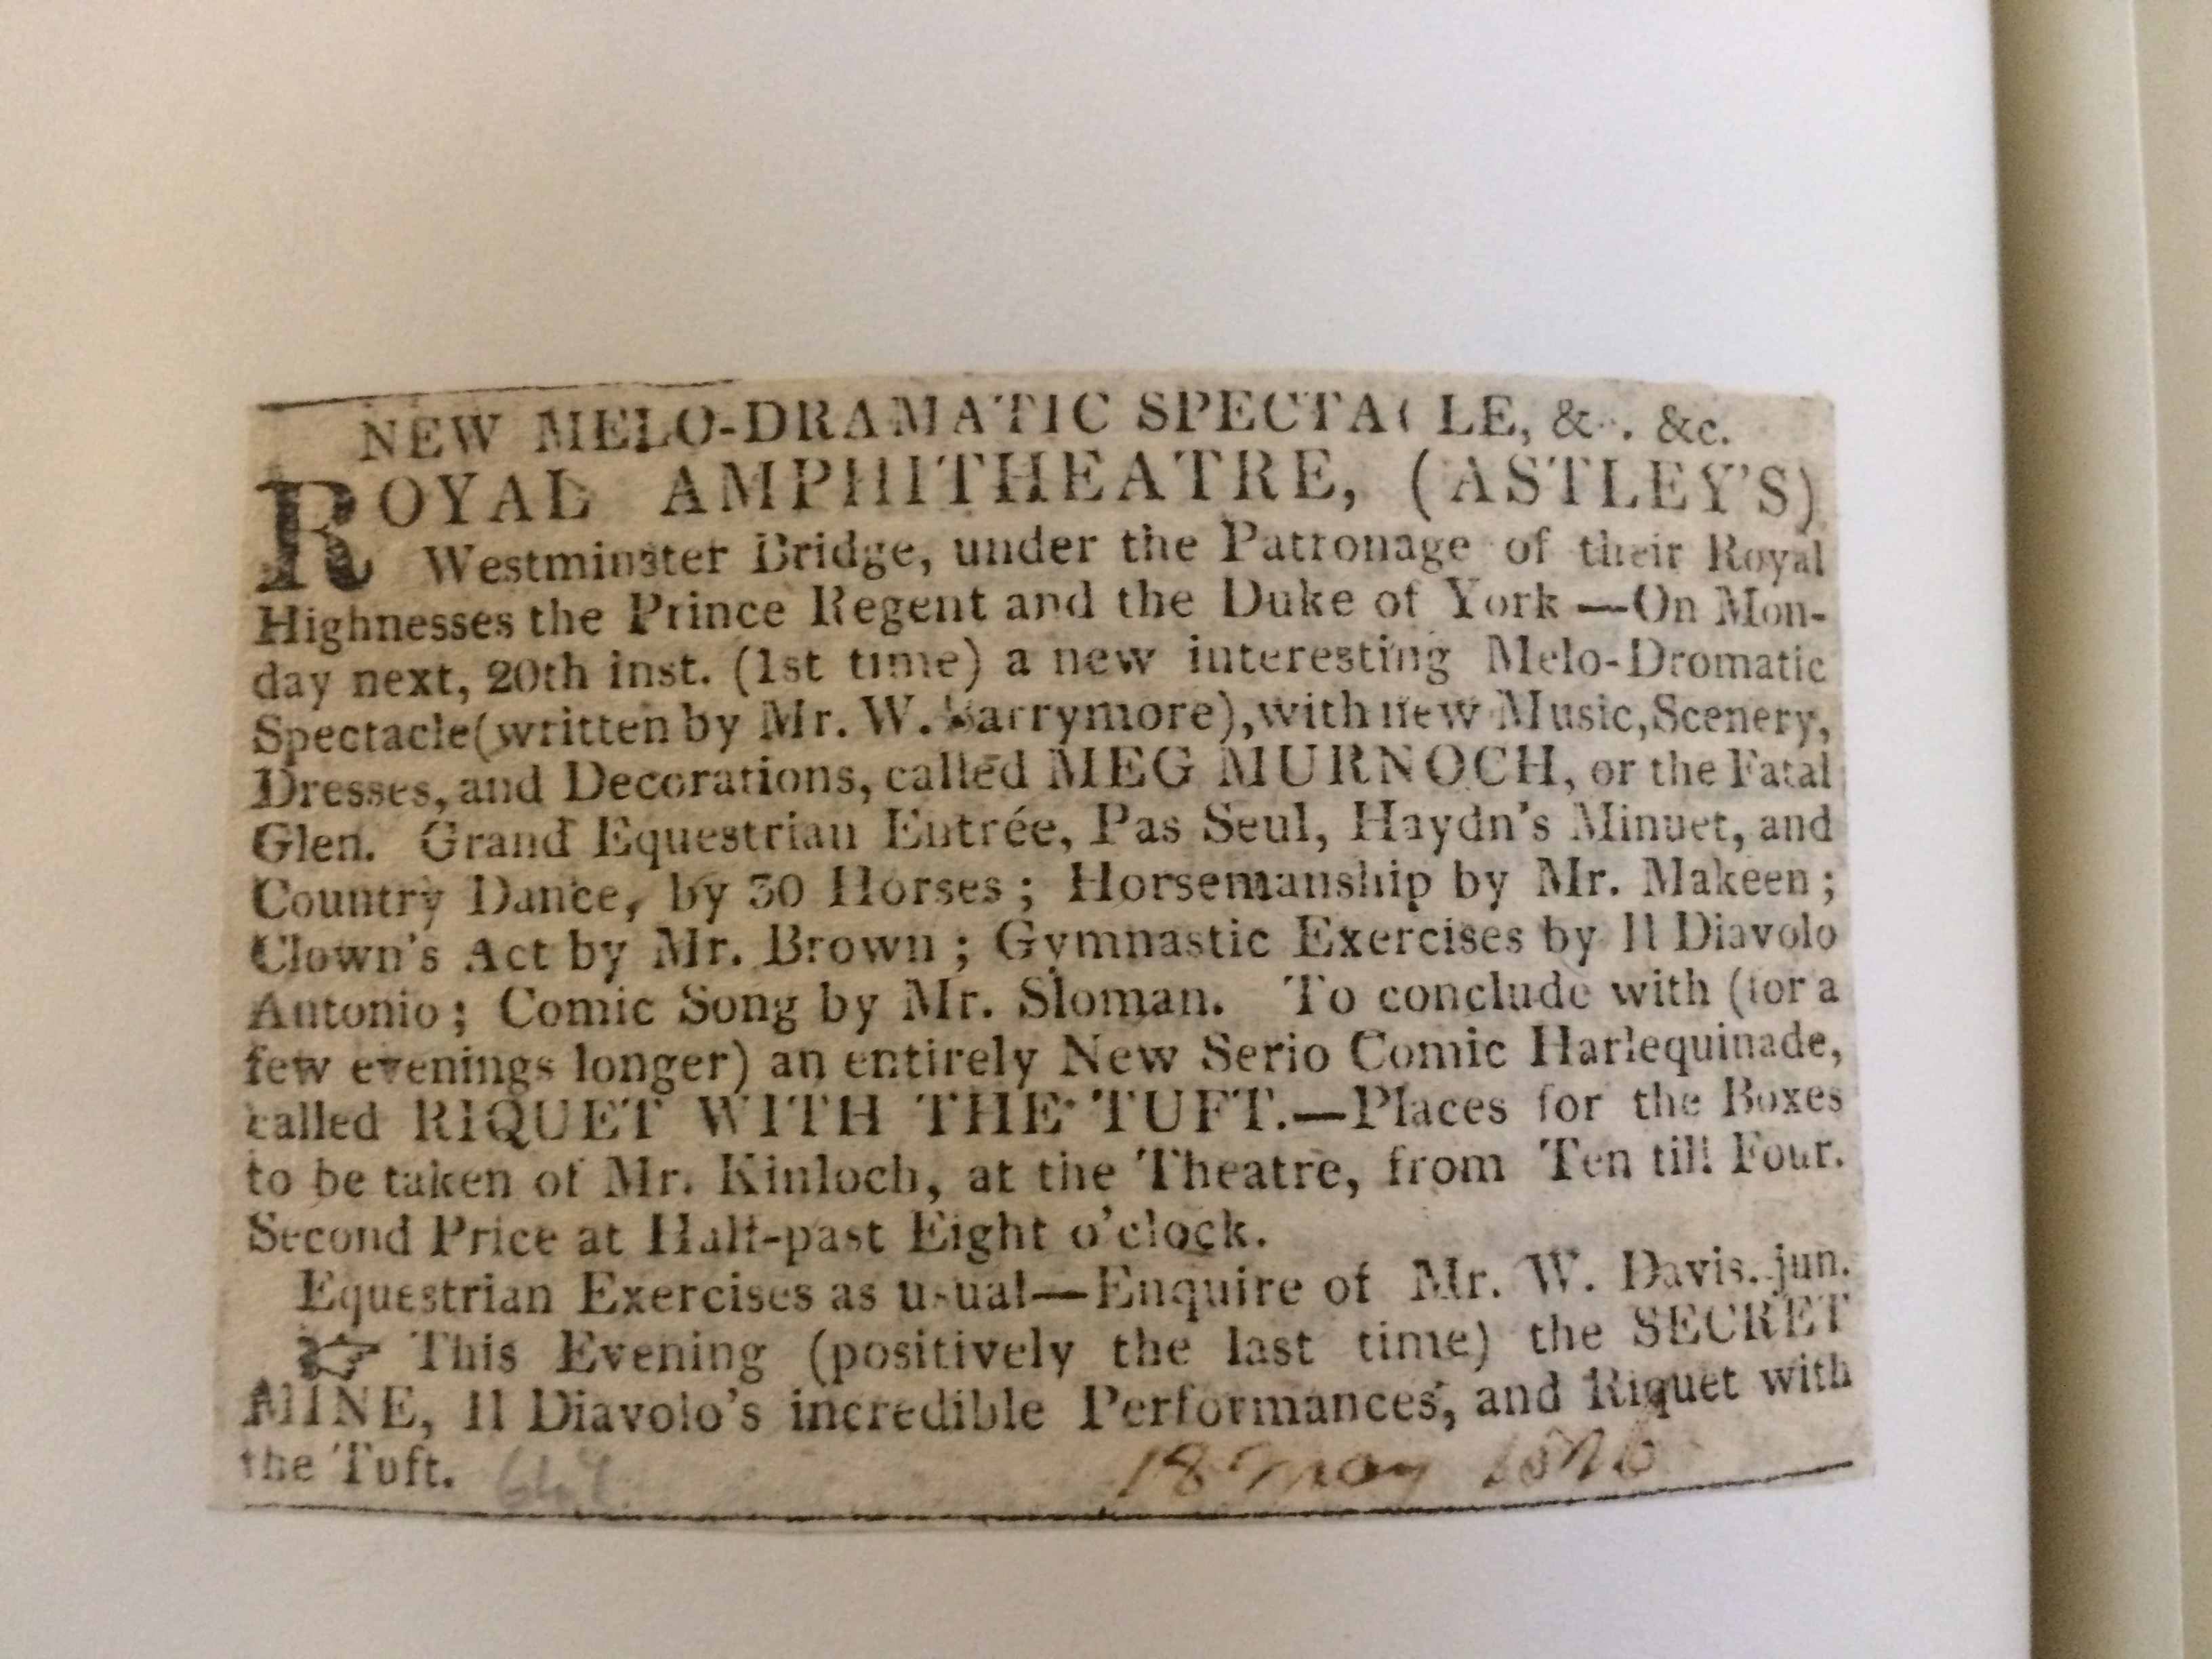 NEW MELO-DRAMATIC SPECTACLE, &c. &c.
ROYAL AMPHITHEATRE, (ASTLEY'S)
Westminster Bridge, under the Patronage of their Royal
Highnesses the Prince Regent and the Duke of York —On Mon-
day next, 20th inst. (1st time) a new interesting Melo-Dromatic
Spectacle(written by Mr. W. Barrymore), with new Music, Scenery,
Dresses, and Decorations, called MEG MURNOCH, or the Fatal
Glen. Grand Equestrian Entrée, Pas Seul, Haydn's Minuet, and
Country Dance, by 30 Horses; Horsemanship by Mr. Makeen;
Clown's Act by Mr. Brown; Gymnastic Exercises by Il Diavolo
Antonio; Comic Song by Mr. Sloman. To conclude with (for a
few evenings longer) an entirely New Serio Comic Harlequinade,
called RIQUET WITH THE TUFT.—Places for the Boxes
to be taken of Mr. Kinloch, at the Theatre, from Ten till Four.
Second Price at Half-past Eight o'clock.
Equestrian Exercises as usual—Enquire of Mr. W. Davis, jun.
☞ This Evening (positively the last time) the SECRET
MINE, Il Diavolo's incredible Performances, and Riquet with
the Tuft.
18 May